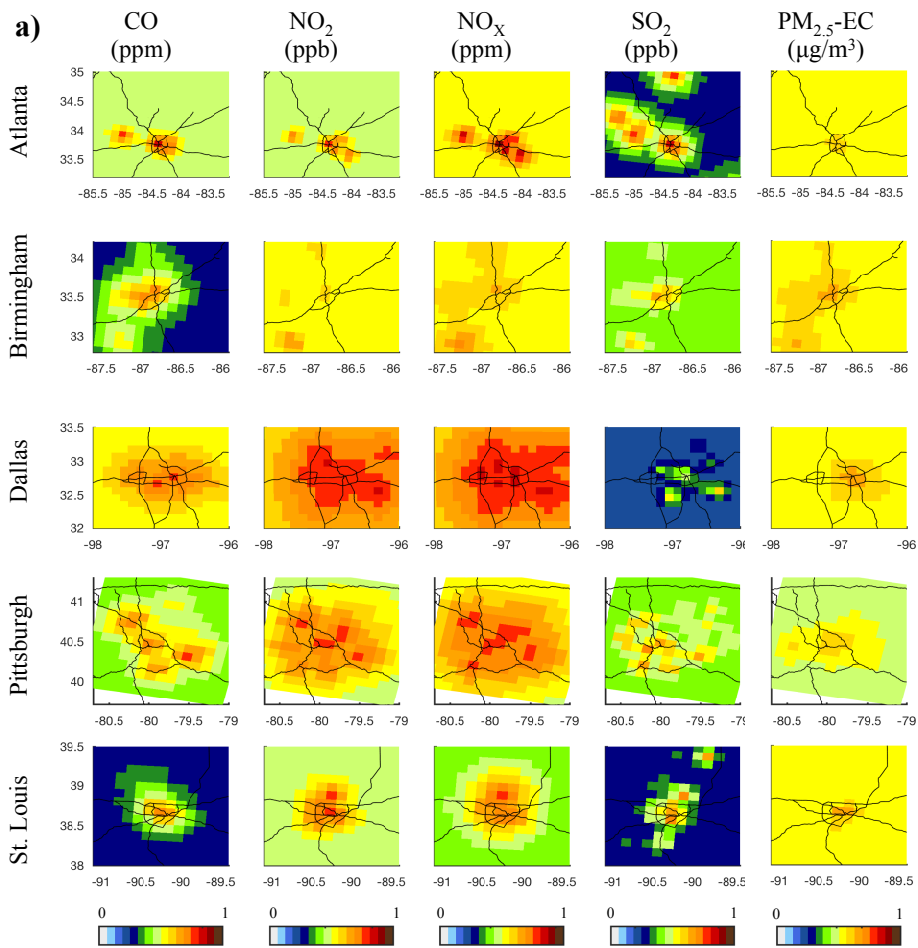 a)
CO
(ppm)
NO2
(ppb)
NOX
(ppm)
SO2
(ppb)
PM2.5-EC
(μg/m3)
Atlanta
35
34.5
34
33.5
-85.5 -85 -84.5 -84 -83.5
-85.5 -85 -84.5 -84 -83.5
-85.5 -85 -84.5 -84 -83.5
-85.5 -85 -84.5 -84 -83.5
-85.5 -85 -84.5 -84 -83.5
Birmingham
34
33.5
33
-87.5 -87 -86.5 -86
-87.5 -87 -86.5 -86
-87.5 -87 -86.5 -86
-87.5 -87 -86.5 -86
-87.5 -87 -86.5 -86
Dallas
33.5
33
32.5
32
-98 -97 -96
-98 -97 -96
-98 -97 -96
-98 -97 -96
-98 -97 -96
Pittsburgh
41
40.5
40
-80.5 -80 -79.5 -79
-80.5 -80 -79.5 -79
-80.5 -80 -79.5 -79
-80.5 -80 -79.5 -79
-80.5 -80 -79.5 -79
St. Louis
39.5
39
38.5
38
-91 -90.5 -90 -89.5
-91 -90.5 -90 -89.5
-91 -90.5 -90 -89.5
-91 -90.5 -90 -89.5
-91 -90.5 -90 -89.5
0 1
0 1
0 1
0 1
0 1